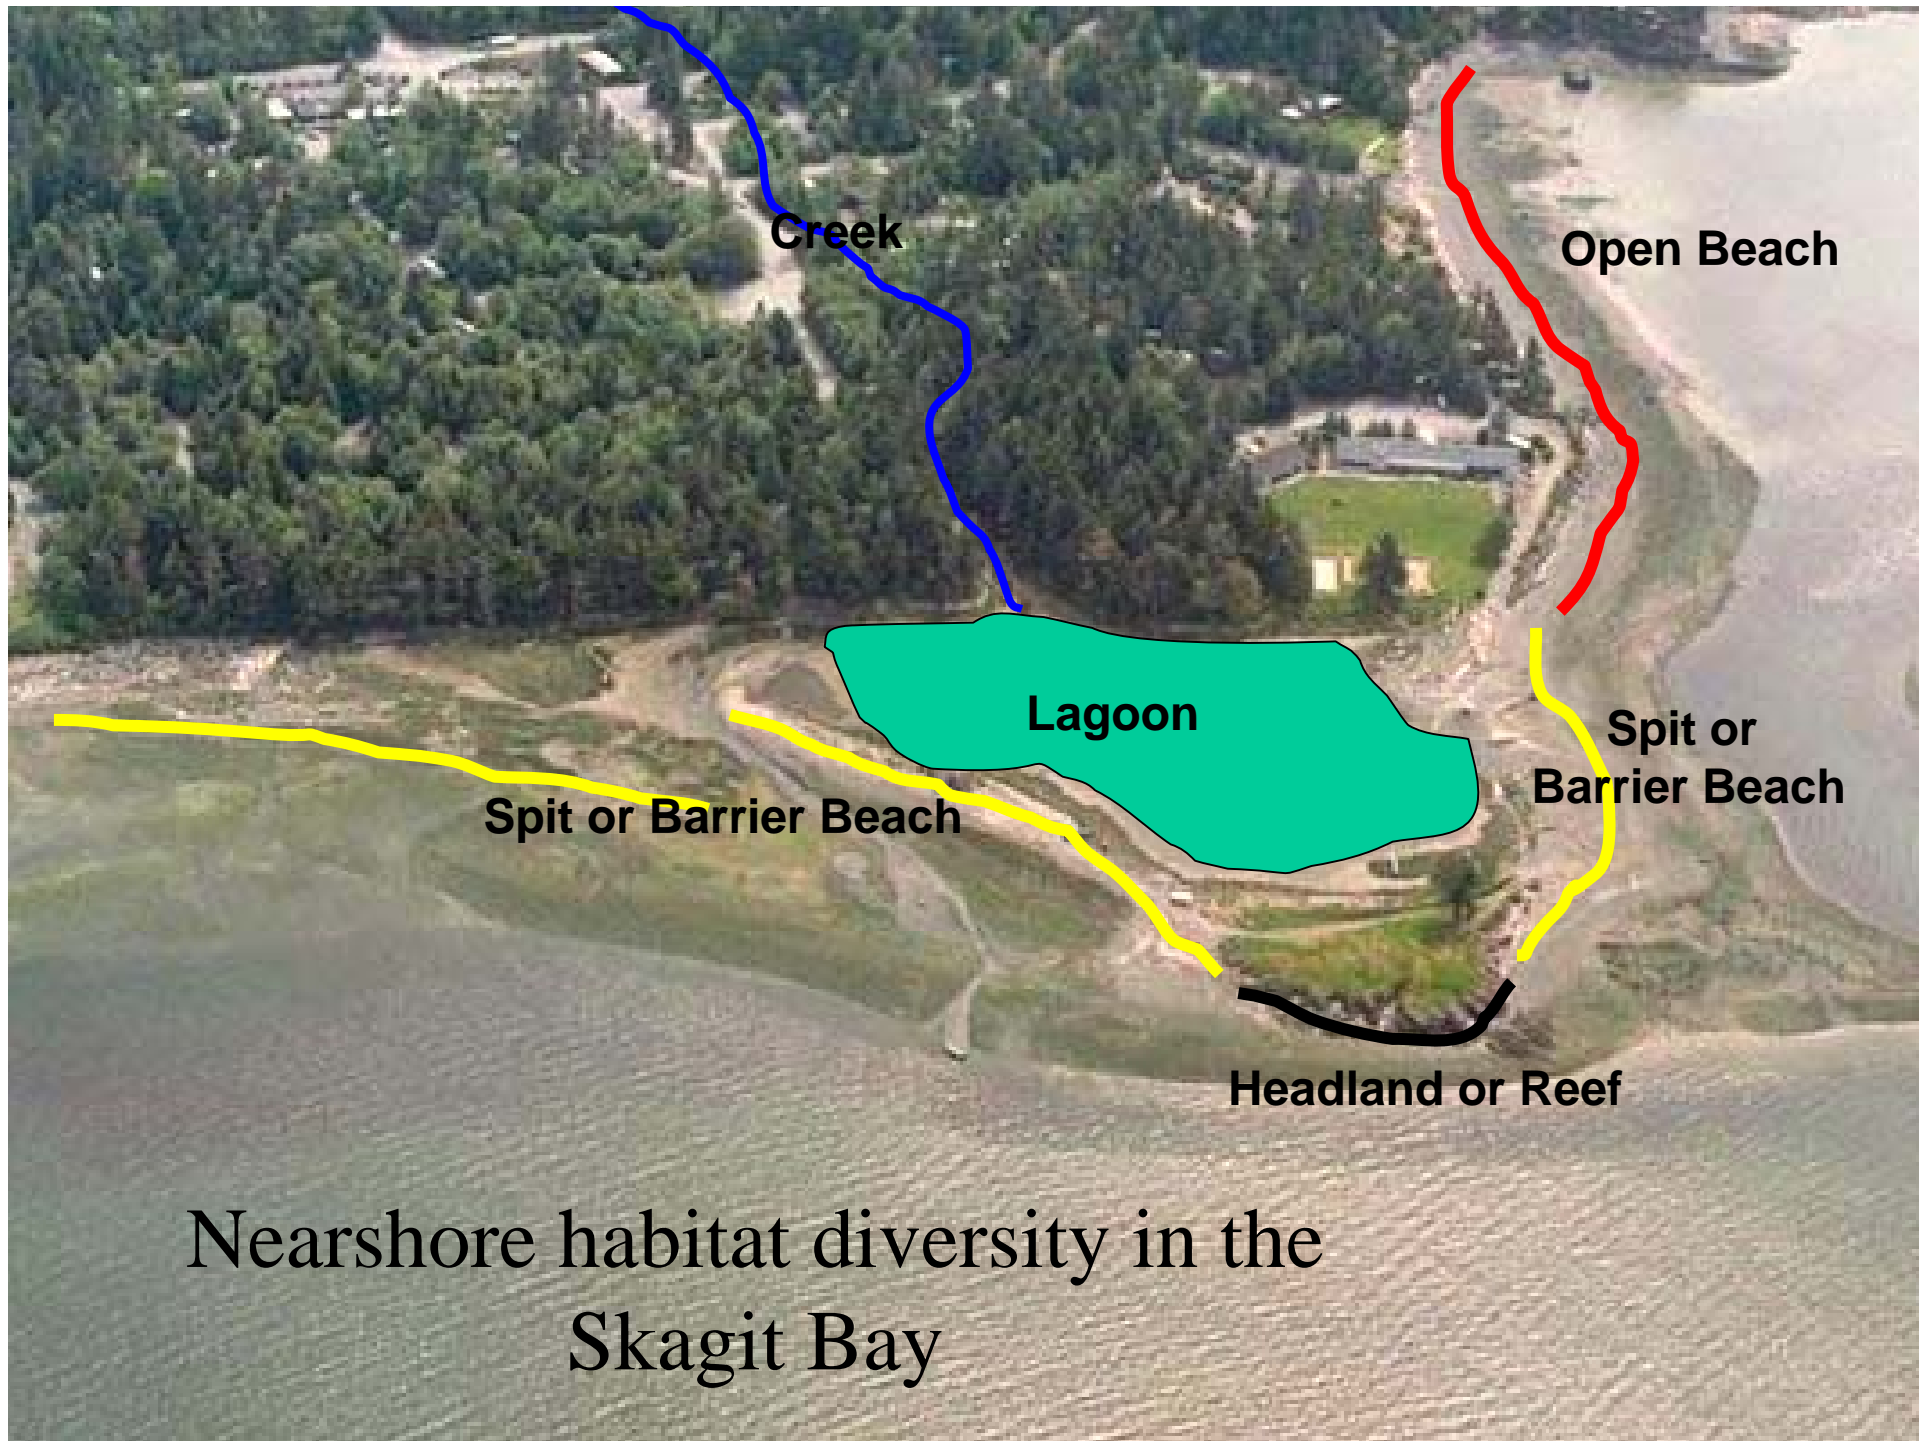 Creek
Open Beach
Lagoon
Spit or
Barrier Beach
Spit or Barrier Beach
Headland or Reef
Nearshore habitat diversity in the
Skagit Bay